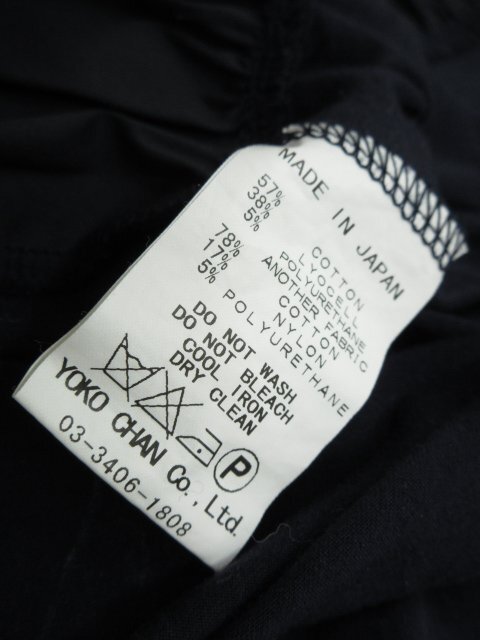 MADE IN JAPAN
57% COTTON
38% LYOCELL
5% POLYURETHANE
ANOTHER FABRIC
78% COTTON
17% NYLON
5% POLYURETHANE
DO NOT WASH
DO NOT BLEACH
COOL IRON
DRY CLEAN
P
YOKO CHAN Co., Ltd.
03-3406-1808